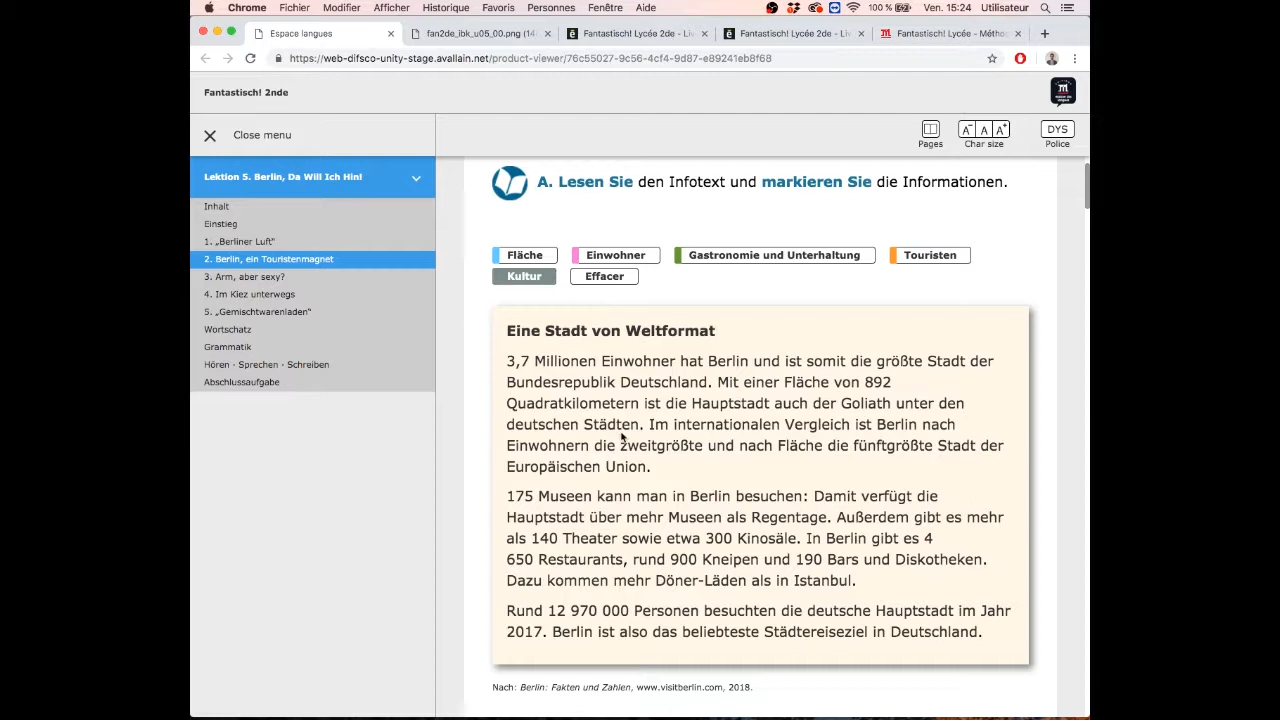 Chrome Fichier Modifier Afficher Historique Favoris Personnes Fenêtre Aide 100 % Ven. 15:24 Utilisateur
Espace langues fan2de_ibk_u05_00.png (14 Fantastisch! Lycée 2de - Liv Fantastisch! Lycée 2de - Liv Fantastisch! Lycée - Métho
https://web-difsco-unity-stage.avallain.net/product-viewer/76c55027-9c56-4cf4-9d87-e89241eb8f68
Fantastisch! 2nde
Close menu
Pages
A- A A+
Char size
DYS
Police
Lektion 5. Berlin, Da Will Ich Hin!
Inhalt
Einstieg
1. „Berliner Luft“
2. Berlin, ein Touristenmagnet
3. Arm, aber sexy?
4. Im Kiez unterwegs
5. „Gemischtwarenladen“
Wortschatz
Grammatik
Hören - Sprechen - Schreiben
Abschlussaufgabe
A. Lesen Sie den Infotext und markieren Sie die Informationen.
Fläche Einwohner Gastronomie und Unterhaltung Touristen
Kultur Effacer
Eine Stadt von Weltformat
3,7 Millionen Einwohner hat Berlin und ist somit die größte Stadt der
Bundesrepublik Deutschland. Mit einer Fläche von 892
Quadratkilometern ist die Hauptstadt auch der Goliath unter den
deutschen Städten. Im internationalen Vergleich ist Berlin nach
Einwohnern die zweitgrößte und nach Fläche die fünftgrößte Stadt der
Europäischen Union.
175 Museen kann man in Berlin besuchen: Damit verfügt die
Hauptstadt über mehr Museen als Regentage. Außerdem gibt es mehr
als 140 Theater sowie etwa 300 Kinosäle. In Berlin gibt es 4
650 Restaurants, rund 900 Kneipen und 190 Bars und Diskotheken.
Dazu kommen mehr Döner-Läden als in Istanbul.
Rund 12 970 000 Personen besuchten die deutsche Hauptstadt im Jahr
2017. Berlin ist also das beliebteste Städtereiseziel in Deutschland.
Nach: Berlin: Fakten und Zahlen, www.visitberlin.com, 2018.